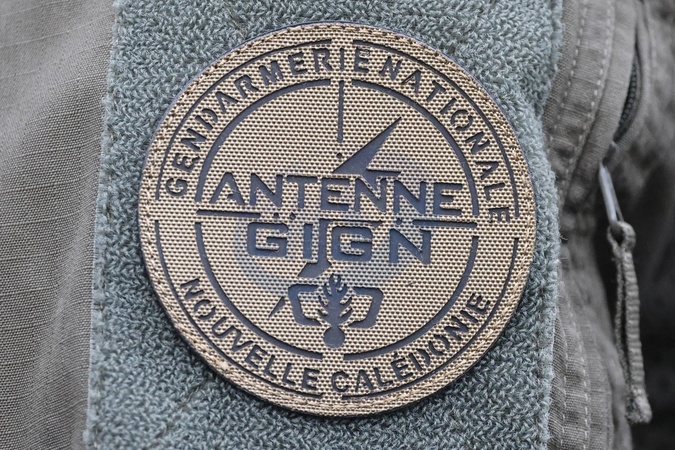 GENDARMERIE NATIONALE
ANTENNE
GIGN
NOUVELLE CALÉDONIE